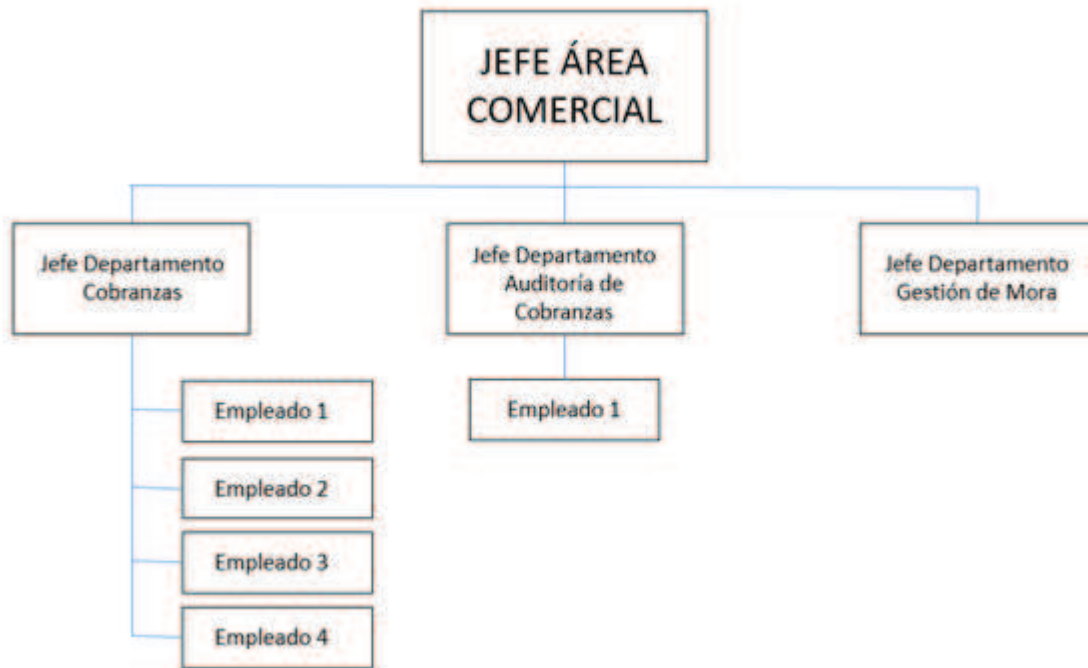 JEFE ÁREA
COMERCIAL
Jefe Departamento
Cobranzas
Jefe Departamento
Auditoría de
Cobranzas
Jefe Departamento
Gestión de Mora
Empleado 1
Empleado 2
Empleado 3
Empleado 4
Empleado 1